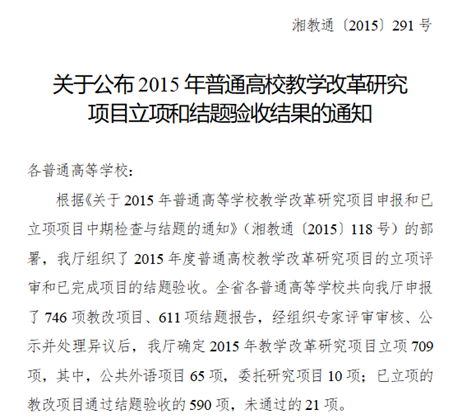 湘教通〔2015〕291 号
关于公布 2015 年普通高校教学改革研究
项目立项和结题验收结果的通知
各普通高等学校：
根据《关于 2015 年普通高等学校教学改革研究项目申报和已
立项项目中期检查与结题的通知》（湘教通〔2015〕118 号）的部
署，我厅组织了 2015 年度普通高校教学改革研究项目的立项评
审和已完成项目的结题验收。全省各普通高等学校共向我厅申报
了 746 项教改项目、611项结题报告，经组织专家评审审核、公
示并处理异议后，我厅确定 2015 年教学改革研究项目立项 709
项，其中，公共外语项目 65 项，委托研究项目 10 项；已立项的
教改项目通过结题验收的 590 项，未通过的 21 项。